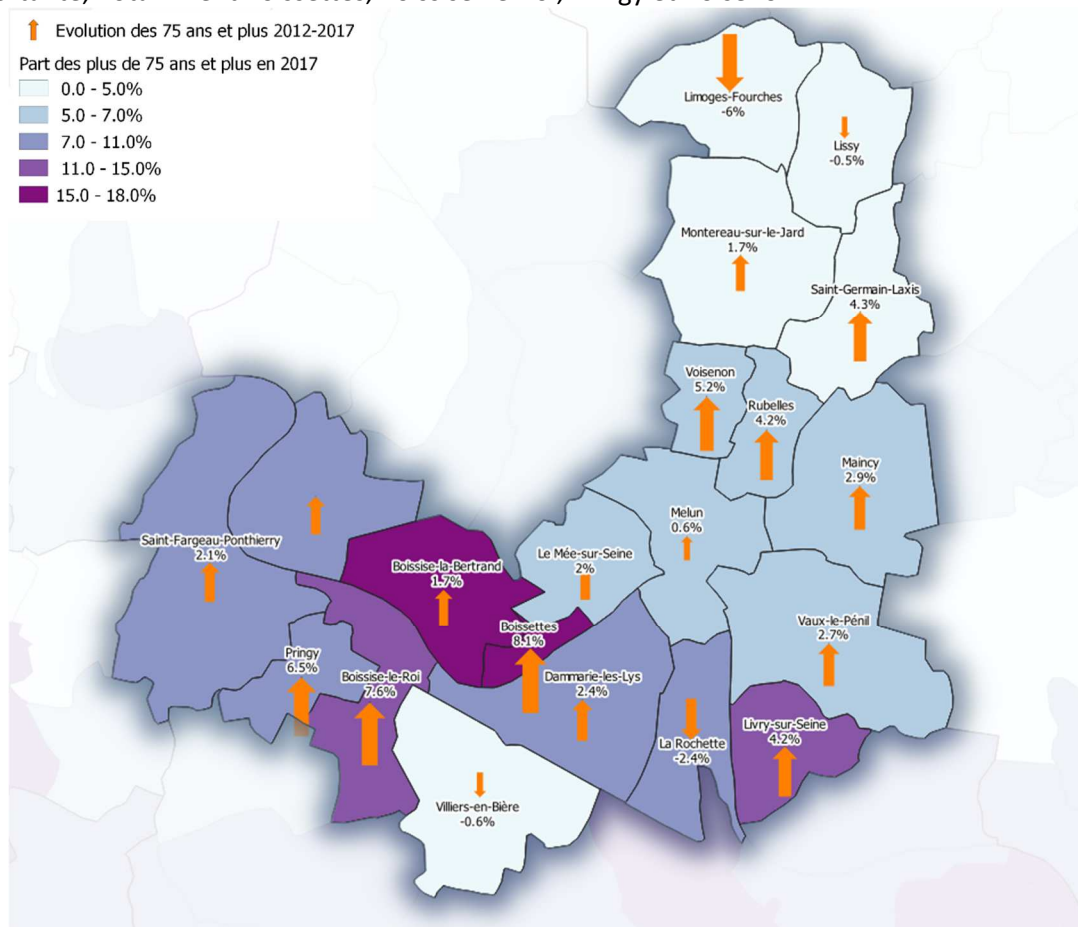 Evolution des 75 ans et plus 2012-2017
Part des plus de 75 ans et plus en 2017
0.0 - 5.0%
5.0 - 7.0%
7.0 - 11.0%
11.0 - 15.0%
15.0 - 18.0%
Limoges-Fourches
-6%
Lissy
-0.5%
Montereau-sur-le-Jard
1.7%
Saint-Germain-Laxis
4.3%
Voisenon
5.2%
Rubelles
4.2%
Maincy
2.9%
Melun
0.6%
Saint-Fargeau-Ponthierry
2.1%
Le Mée-sur-Seine
2%
Boissise-la-Bertrand
1.7%
Boissettes
8.1%
Vaux-le-Pénil
2.7%
Pringy
6.5%
Boissise-le-Roi
7.6%
Dammarie-les-Lys
2.4%
La Rochette
-2.4%
Livry-sur-Seine
4.2%
Villiers-en-Bière
-0.6%